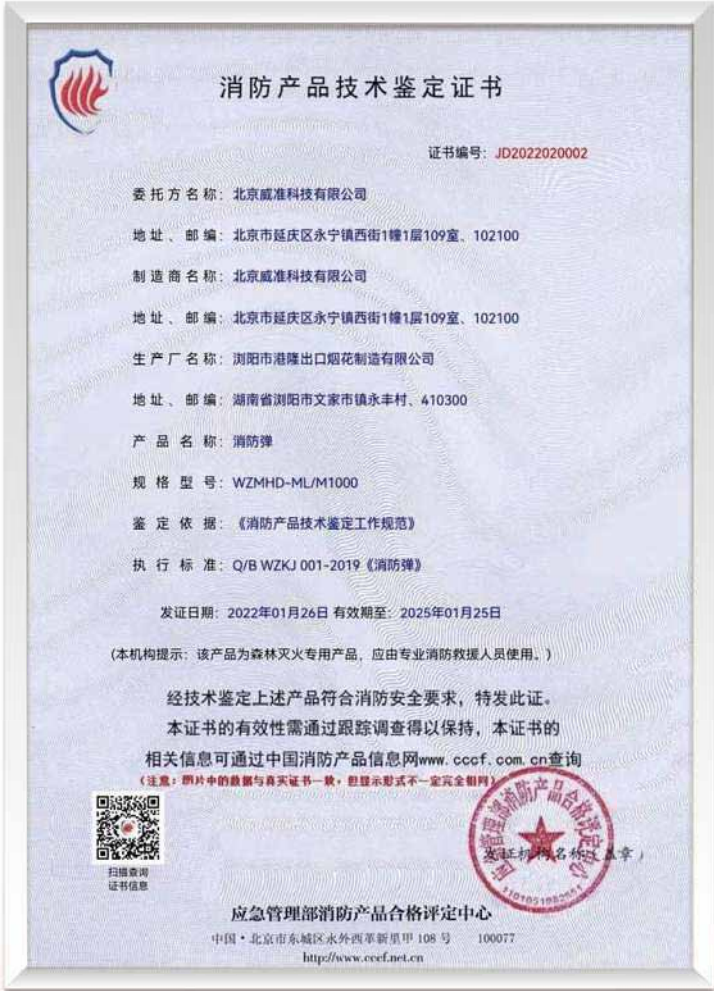 消防产品技术鉴定证书
证书编号：JD2022020002
委托方名称：北京威准科技有限公司
地址、邮编：北京市延庆区永宁镇西街1幢1层109室、102100
制造商名称：北京威准科技有限公司
地址、邮编：北京市延庆区永宁镇西街1幢1层109室、102100
生产厂名称：浏阳市港隆出口烟花制造有限公司
地址、邮编：湖南省浏阳市文家市镇永丰村、410300
产品名称：消防弹
规格型号：WZMHD-ML/M1000
鉴定依据：《消防产品技术鉴定工作规范》
执行标准：Q/B WZKJ 001-2019《消防弹》
发证日期：2022年01月26日 有效期至：2025年01月25日
(本机构提示：该产品为森林灭火专用产品，应由专业消防救援人员使用。)
经技术鉴定上述产品符合消防安全要求，特发此证。
本证书的有效性需通过跟踪调查得以保持，本证书的
相关信息可通过中国消防产品信息网www.cccf.com.cn查询
(注意：图片中的数据与真实证书一致，但显示形式不一定完全相同)
应急管理部消防产品合格评定中心
发证机构名称（盖章）
扫描查询
证书信息
应急管理部消防产品合格评定中心
中国·北京市东城区永外西革新里甲 108 号 100077
http://www.cccf.net.cn